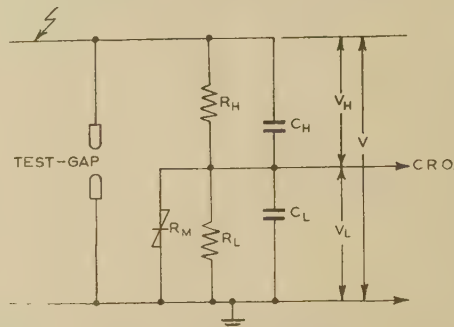 R_H
C_H
V_H
V
TEST-GAP
CRO
R_M
R_L
C_L
V_L